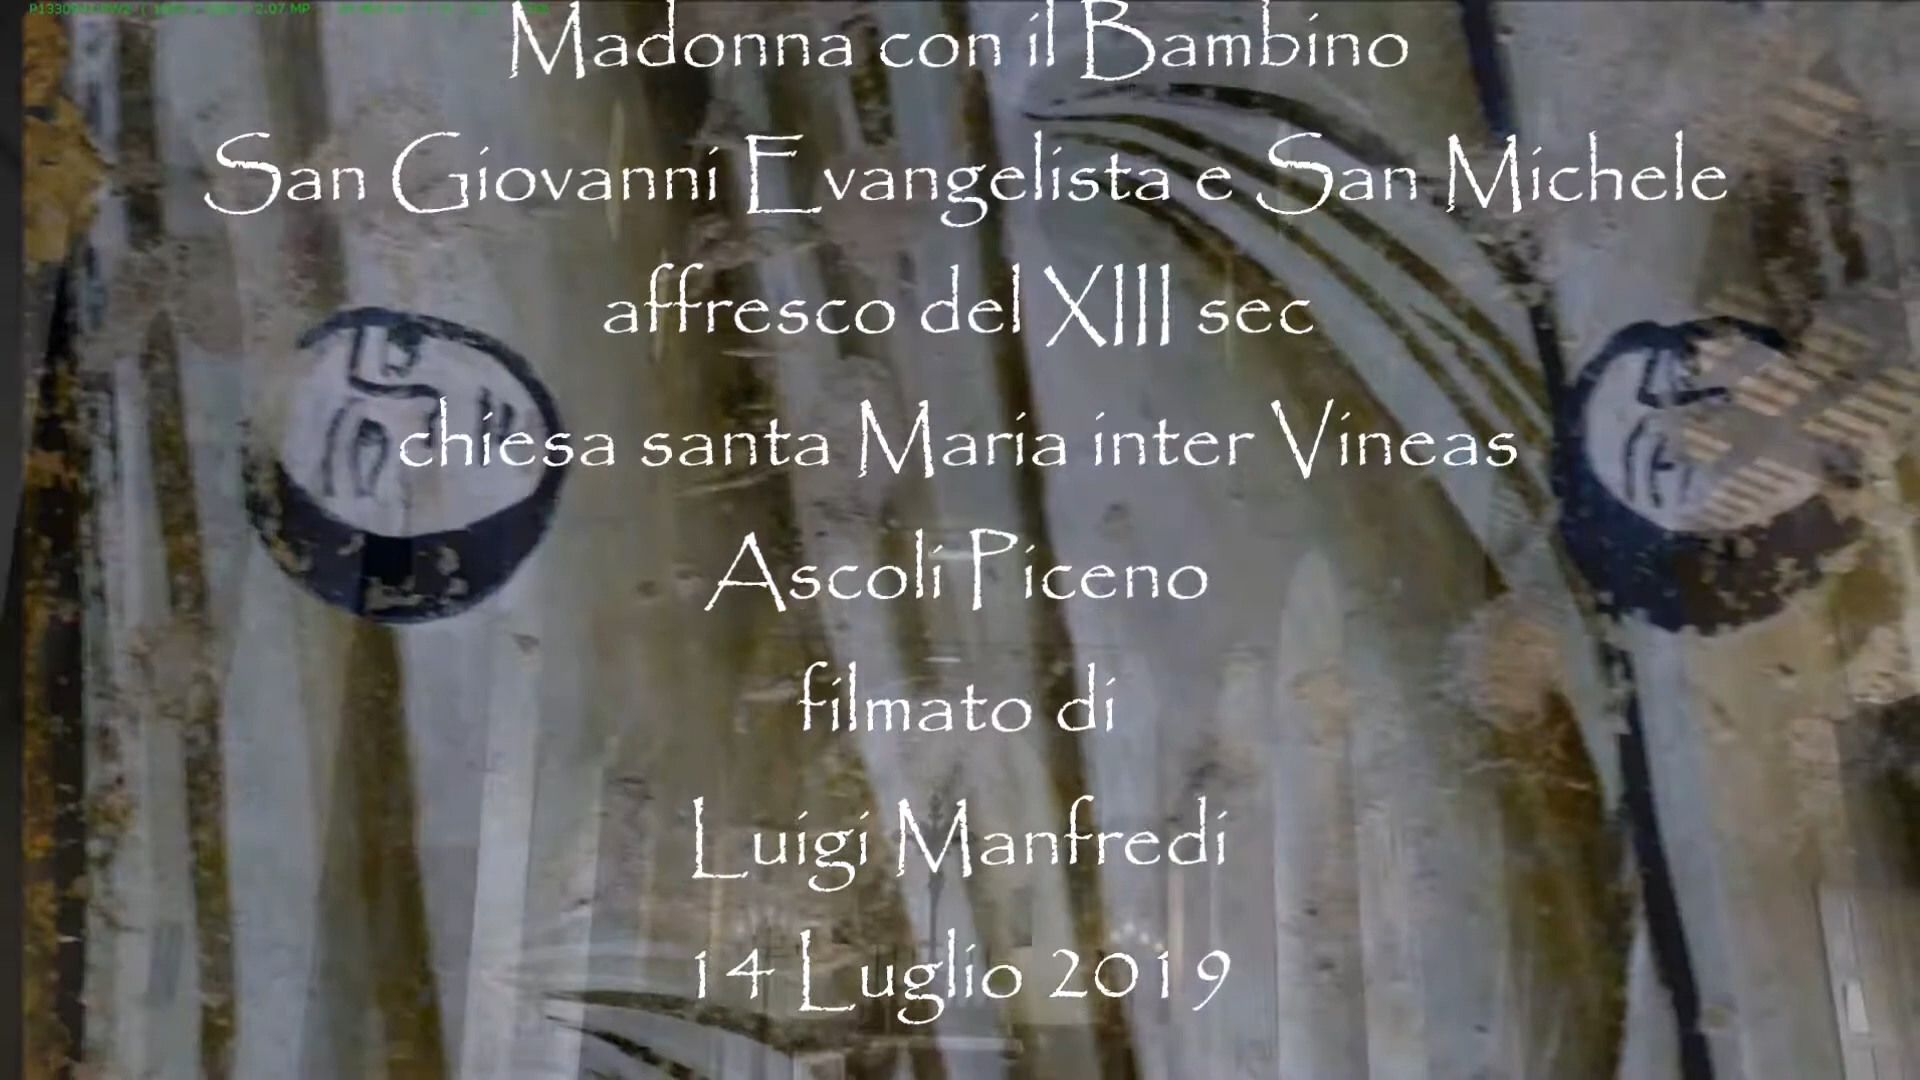 Madonna con il Bambino
San Giovanni Evangelista e San Michele
affresco del XIII sec
chiesa santa Maria inter Vineas
Ascoli Piceno
filmato di
Luigi Manfredi
14 Luglio 2019